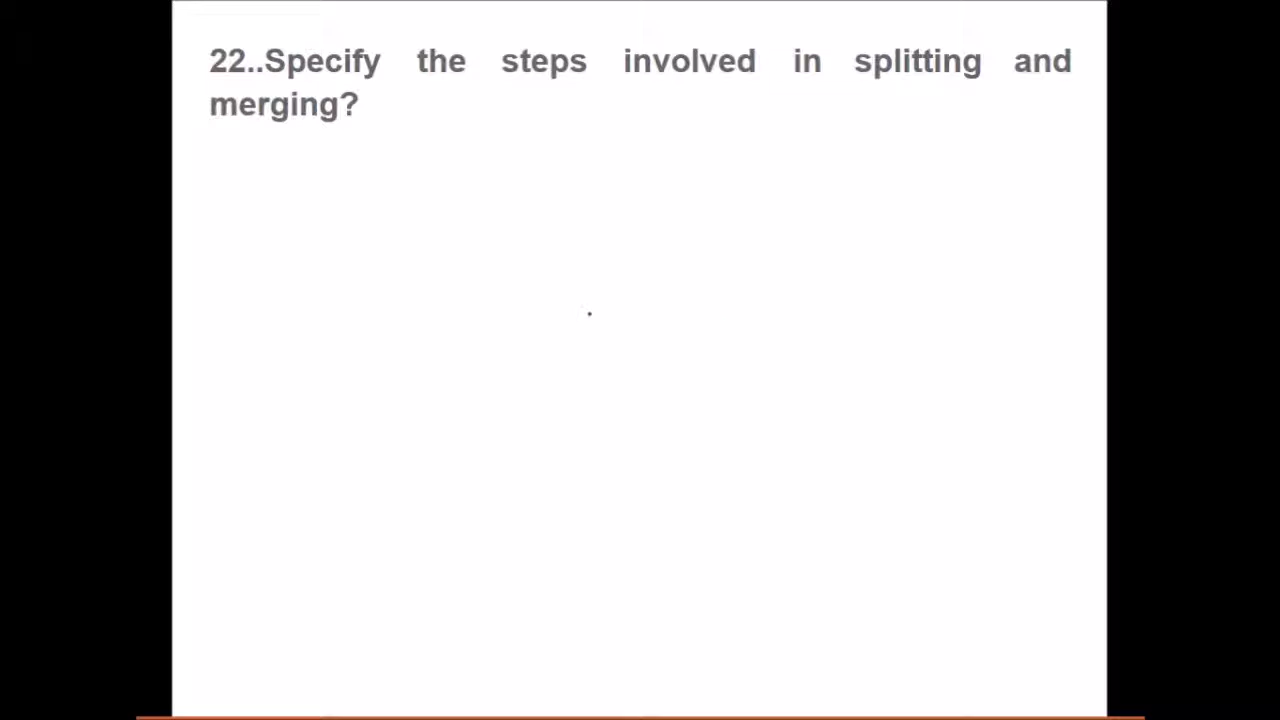 22..Specify the steps involved in splitting and
merging?